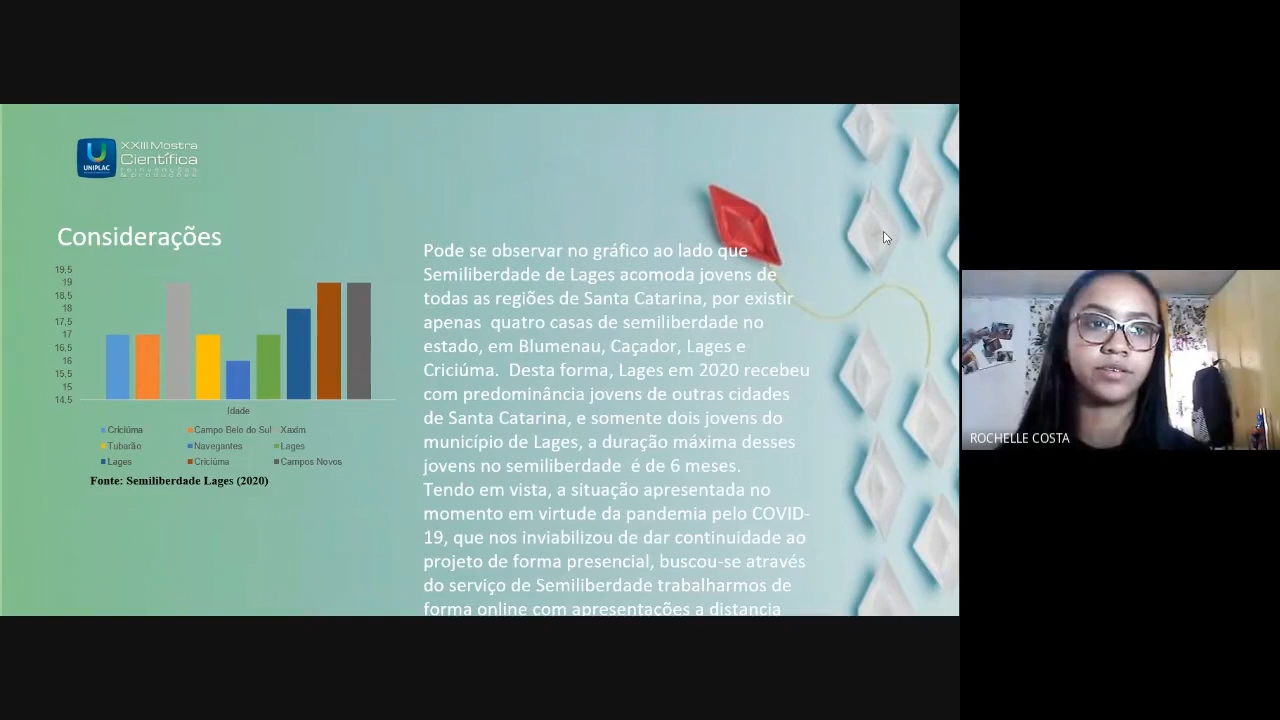 XXIII Mostra
Científica
reinvenções
& produções
UNIPLAC
Considerações
19,5
19
18,5
18
17,5
17
16,5
16
15,5
15
14,5
Idade
Criciúma Campo Belo do Sul Xaxim
Tubarão Navegantes Lages
Lages Criciúma Campos Novos
Fonte: Semiliberdade Lages (2020)
Pode se observar no gráfico ao lado que
Semiliberdade de Lages acomoda jovens de
todas as regiões de Santa Catarina, por existir
apenas quatro casas de semiliberdade no
estado, em Blumenau, Caçador, Lages e
Criciúma. Desta forma, Lages em 2020 recebeu
com predominância jovens de outras cidades
de Santa Catarina, e somente dois jovens do
município de Lages, a duração máxima desses
jovens no semiliberdade é de 6 meses.
Tendo em vista, a situação apresentada no
momento em virtude da pandemia pelo COVID-
19, que nos inviabilizou de dar continuidade ao
projeto de forma presencial, buscou-se através
do serviço de Semiliberdade trabalharmos de
forma online com apresentações a distancia
ROCHELLE COSTA